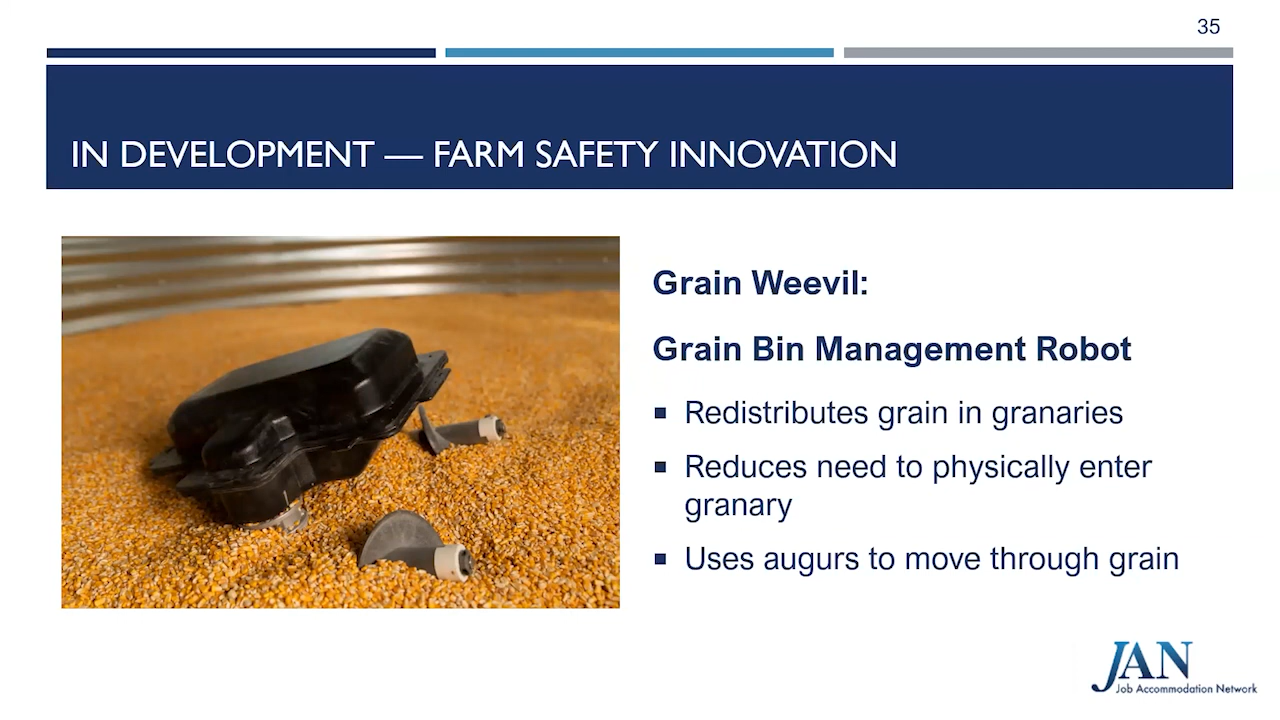 35
IN DEVELOPMENT — FARM SAFETY INNOVATION
Grain Weevil:
Grain Bin Management Robot
▪ Redistributes grain in granaries
▪ Reduces need to physically enter
granary
▪ Uses augurs to move through grain
JAN
Job Accommodation Network